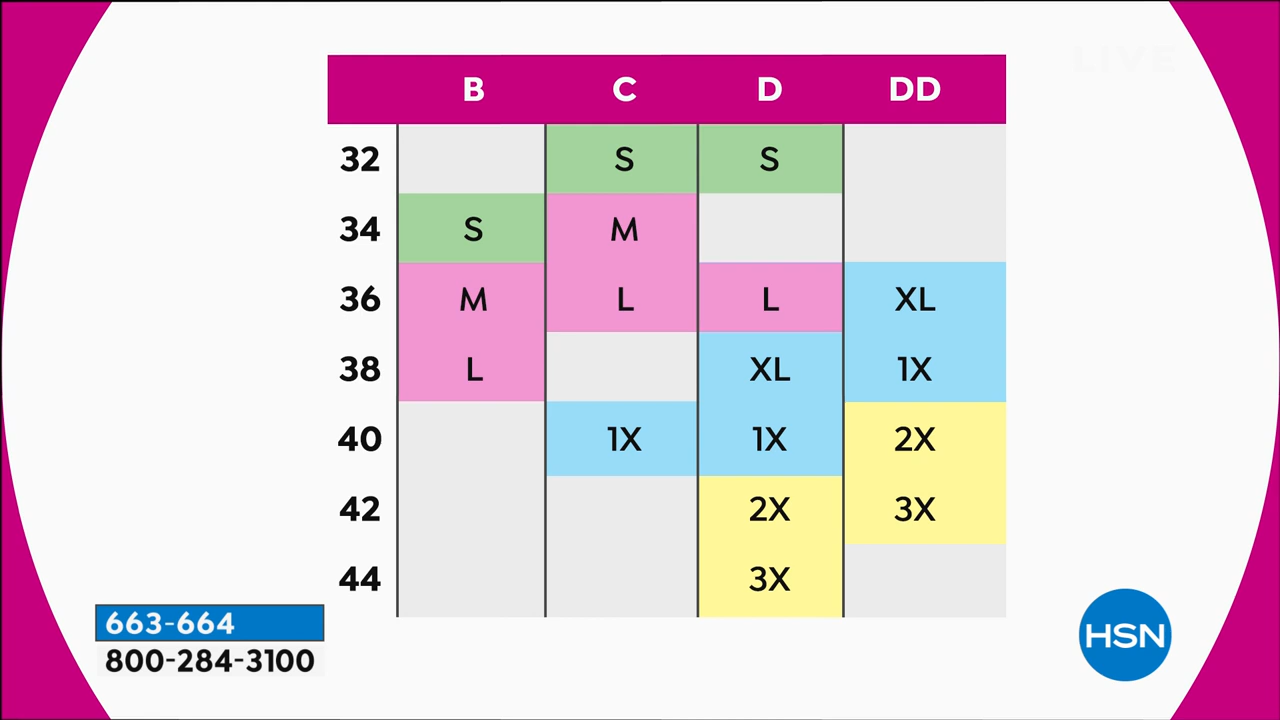 LIVE
B C D DD
32 S S
34 S M
36 M L L XL
38 L XL 1X
40 1X 1X 2X
42 2X 3X
44 3X
663-664
800-284-3100
HSN